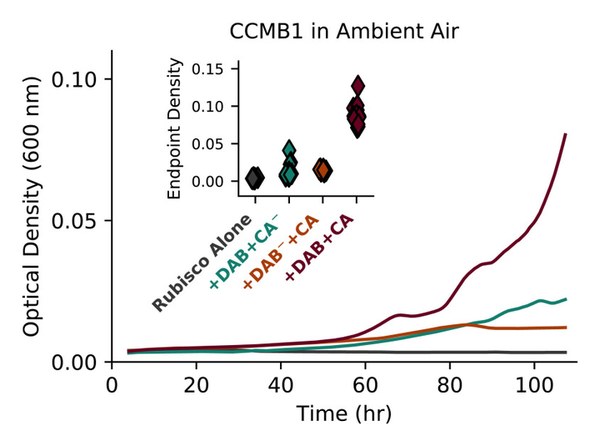 CCMB1 in Ambient Air
Optical Density (600 nm)
0.10
0.05
0.00
Endpoint Density
0.15
0.10
0.05
0.00
Rubisco Alone
+DAB+CA⁻
+DAB⁻+CA
+DAB+CA
0 20 40 60 80 100
Time (hr)